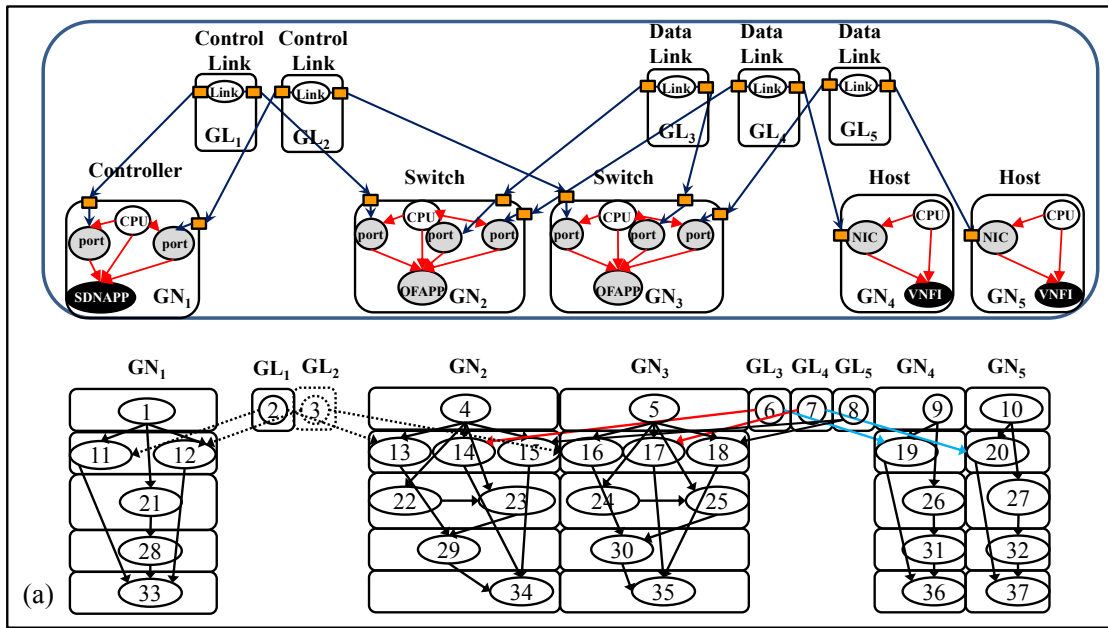 Control Control Data Data Data
Link Link Link Link Link
Link Link Link Link Link
GL1 GL2 GL3 GL4 GL5
Controller Switch Switch Host Host
CPU CPU CPU CPU CPU
port port port port port port port port NIC NIC
SDNAPP GN1 OFAPP GN2 OFAPP GN3 GN4 VNFI GN5 VNFI
GN1 GL1 GL2 GN2 GN3 GL3 GL4 GL5 GN4 GN5
1 2 3 4 5 6 7 8 9 10
11 12 13 14 15 16 17 18 19 20
21 22 23 24 25 26 27
28 29 30 31 32
(a) 33 34 35 36 37